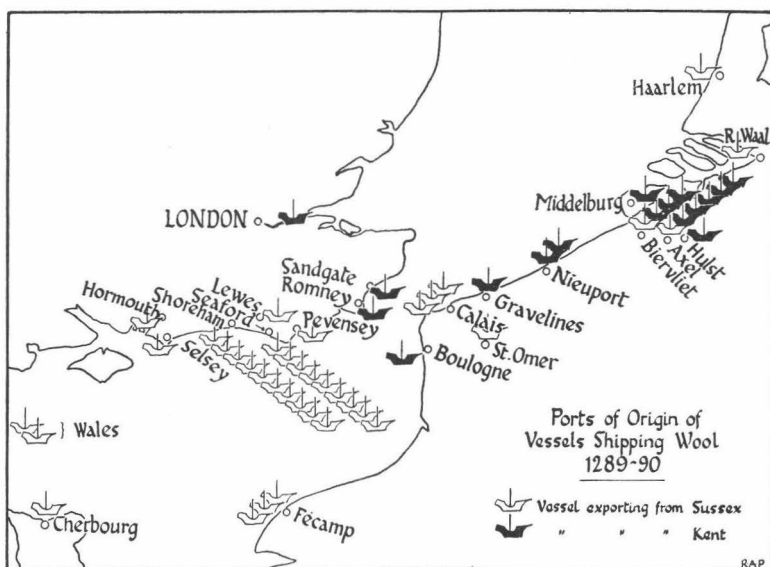 Haarlem
R. Waal
Middelburg
LONDON
Hulst
Axel
Biervliet
Sandgate
Romney
Nieuport
Lewes
Seaford
Hormouth
Shoreham
Pevensey
Gravelines
Calais
St. Omer
Selsey
Boulogne
} Wales
Ports of Origin of
Vessels Shipping Wool
1289-90
Vessel exporting from Sussex
" " " Kent
Cherbourg
Fécamp
RAP